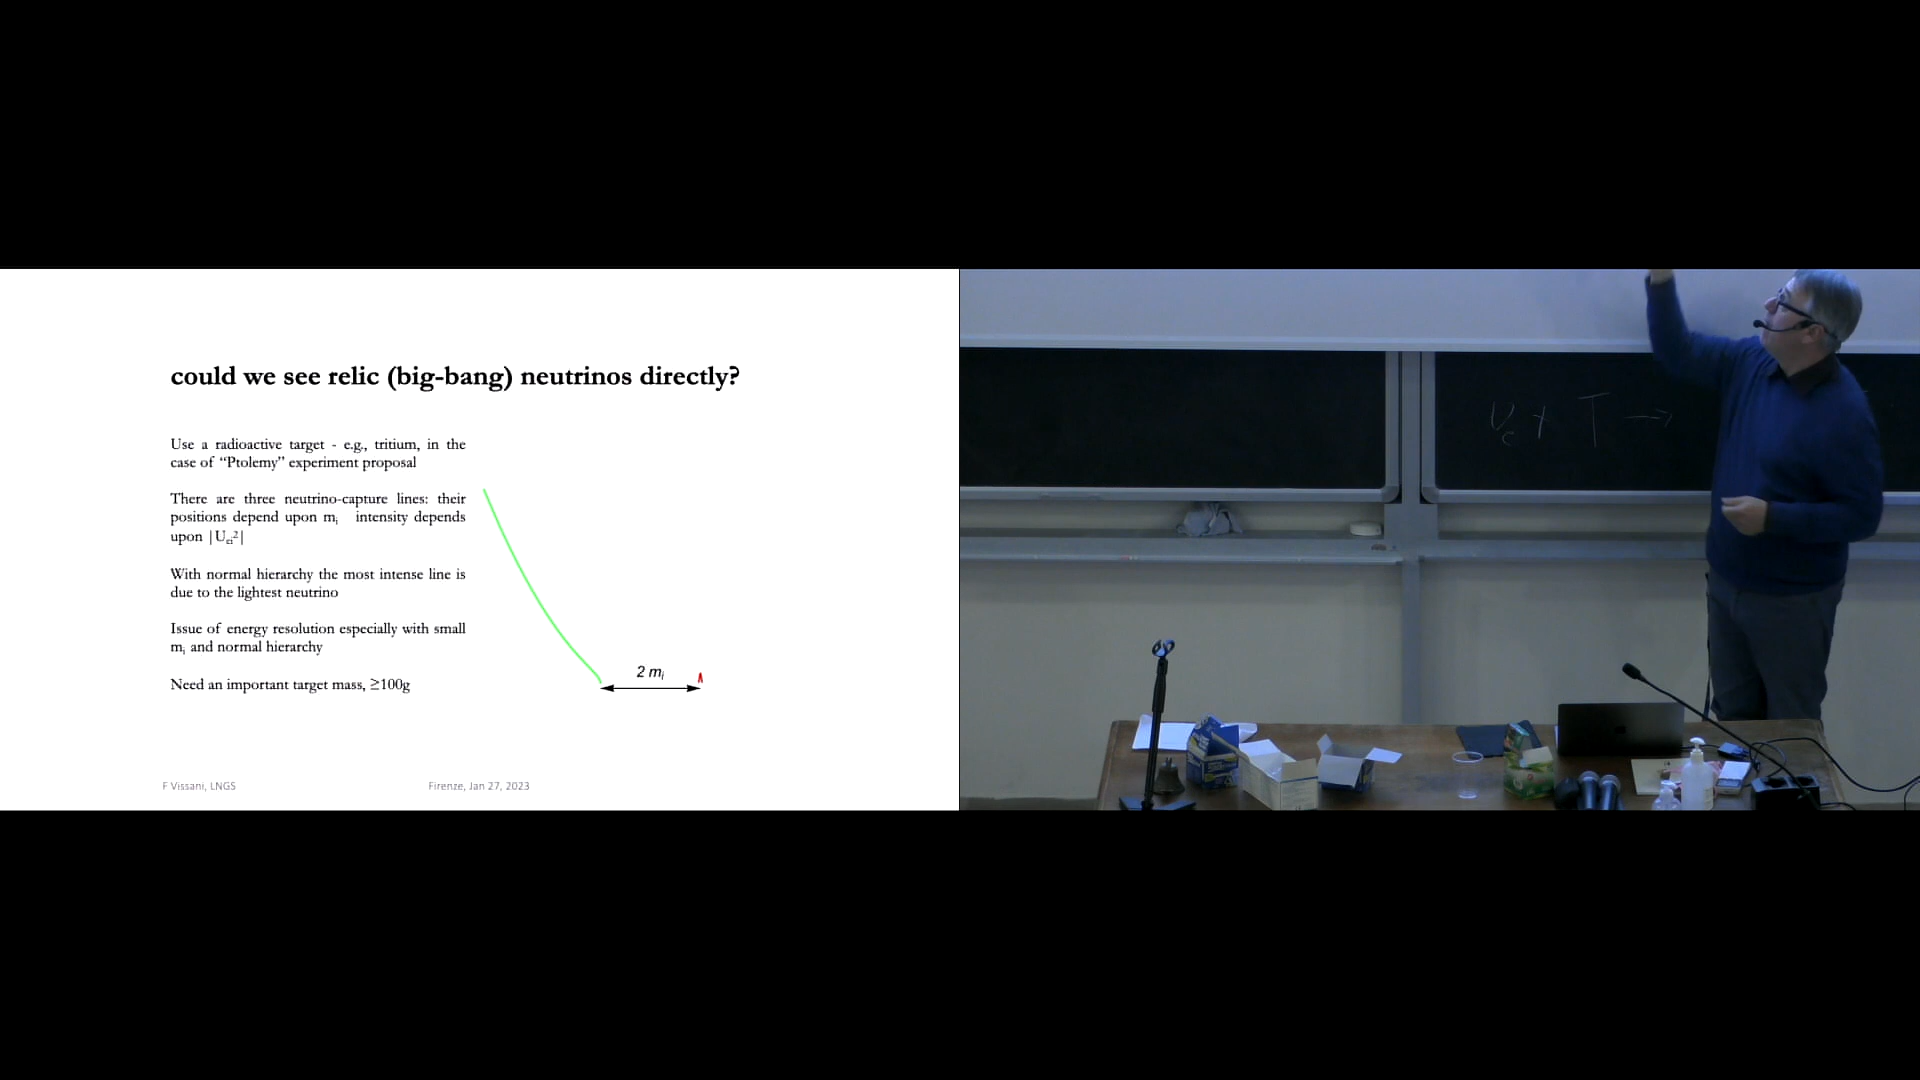 could we see relic (big-bang) neutrinos directly?
Use a radioactive target - e.g., tritium, in the
case of “Ptolemy” experiment proposal
There are three neutrino-capture lines: their
positions depend upon mᵢ intensity depends
upon |Uₑᵢ²|
With normal hierarchy the most intense line is
due to the lightest neutrino
Issue of energy resolution especially with small
mᵢ and normal hierarchy
Need an important target mass, ≥100g
2 mᵢ
F Vissani, LNGS
Firenze, Jan 27, 2023
νₑ + T →